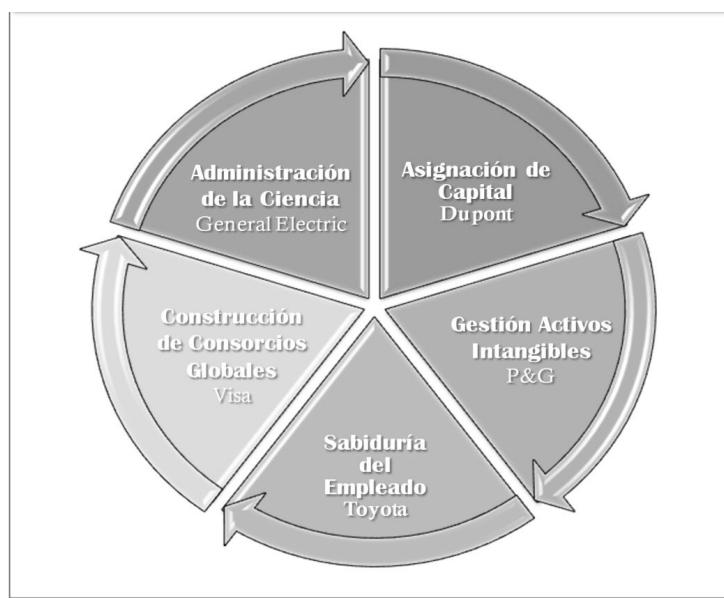 Administración
de la Ciencia
General Electric
Asignación de
Capital
Dupont
Gestión Activos
Intangibles
P&G
Sabiduría
del
Empleado
Toyota
Construcción
de Consorcios
Globales
Visa